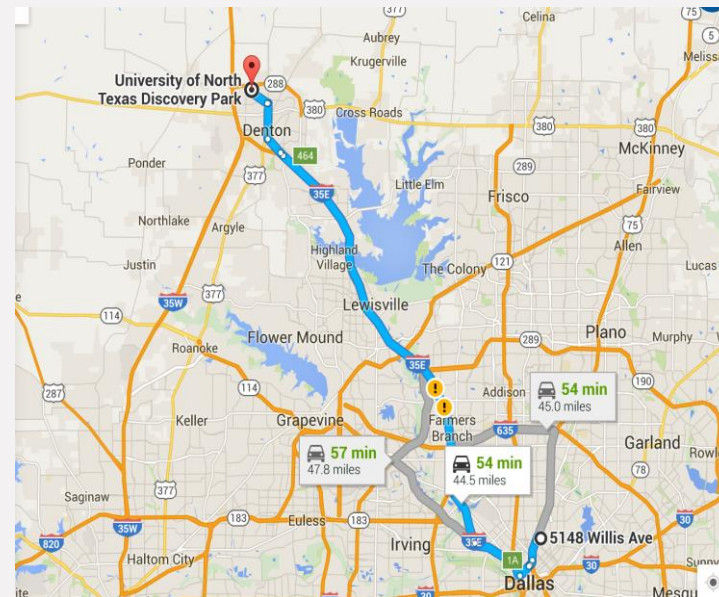 377
Celina
75
5
Aubrey
Krugerville
Melissa
University of North
Texas Discovery Park
288
380
Cross Roads
380
380
Denton
McKinney
464
Ponder
289
377
35E
Little Elm
Fairview
Frisco
Northlake
Argyle
75
Highland
Village
121
Allen
Justin
The Colony
Lucas
377
35W
Lewisville
114
Plano
Flower Mound
289
Murphy
Roanoke
35E
287
114
Addison
54 min
45.0 miles
190
Keller
Grapevine
Farmers
Branch
635
57 min
47.8 miles
54 min
44.5 miles
Garland
78
377
Saginaw
183
183
35W
Euless
30
820
Irving
35E
5148 Willis Ave
1A
Haltom City
30
30
Dallas